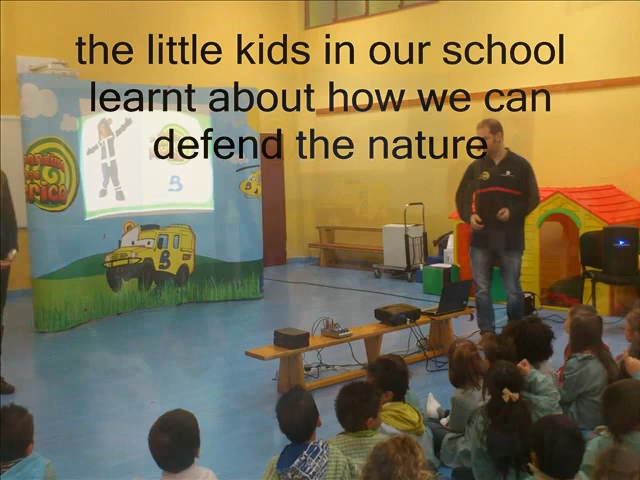 the little kids in our school
learnt about how we can
defend the nature
B
B